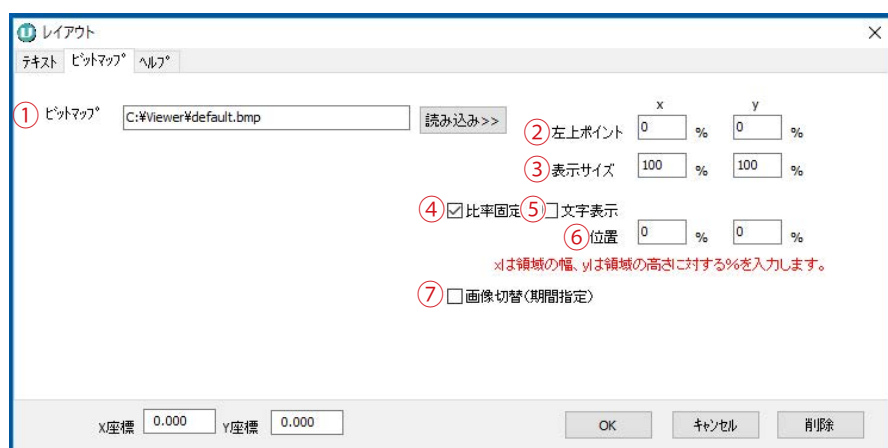 レイアウト ×
テキスト ビットマップ ヘルプ
① ビットマップ C:¥Viewer¥default.bmp 読み込み>>
x y
② 左上ポイント 0 % 0 %
③ 表示サイズ 100 % 100 %
④ 比率固定 ⑤ 文字表示
⑥ 位置 0 % 0 %
xは領域の幅、yは領域の高さに対する%を入力します。
⑦ 画像切替(期間指定)
X座標 0.000 Y座標 0.000 OK キャンセル 削除